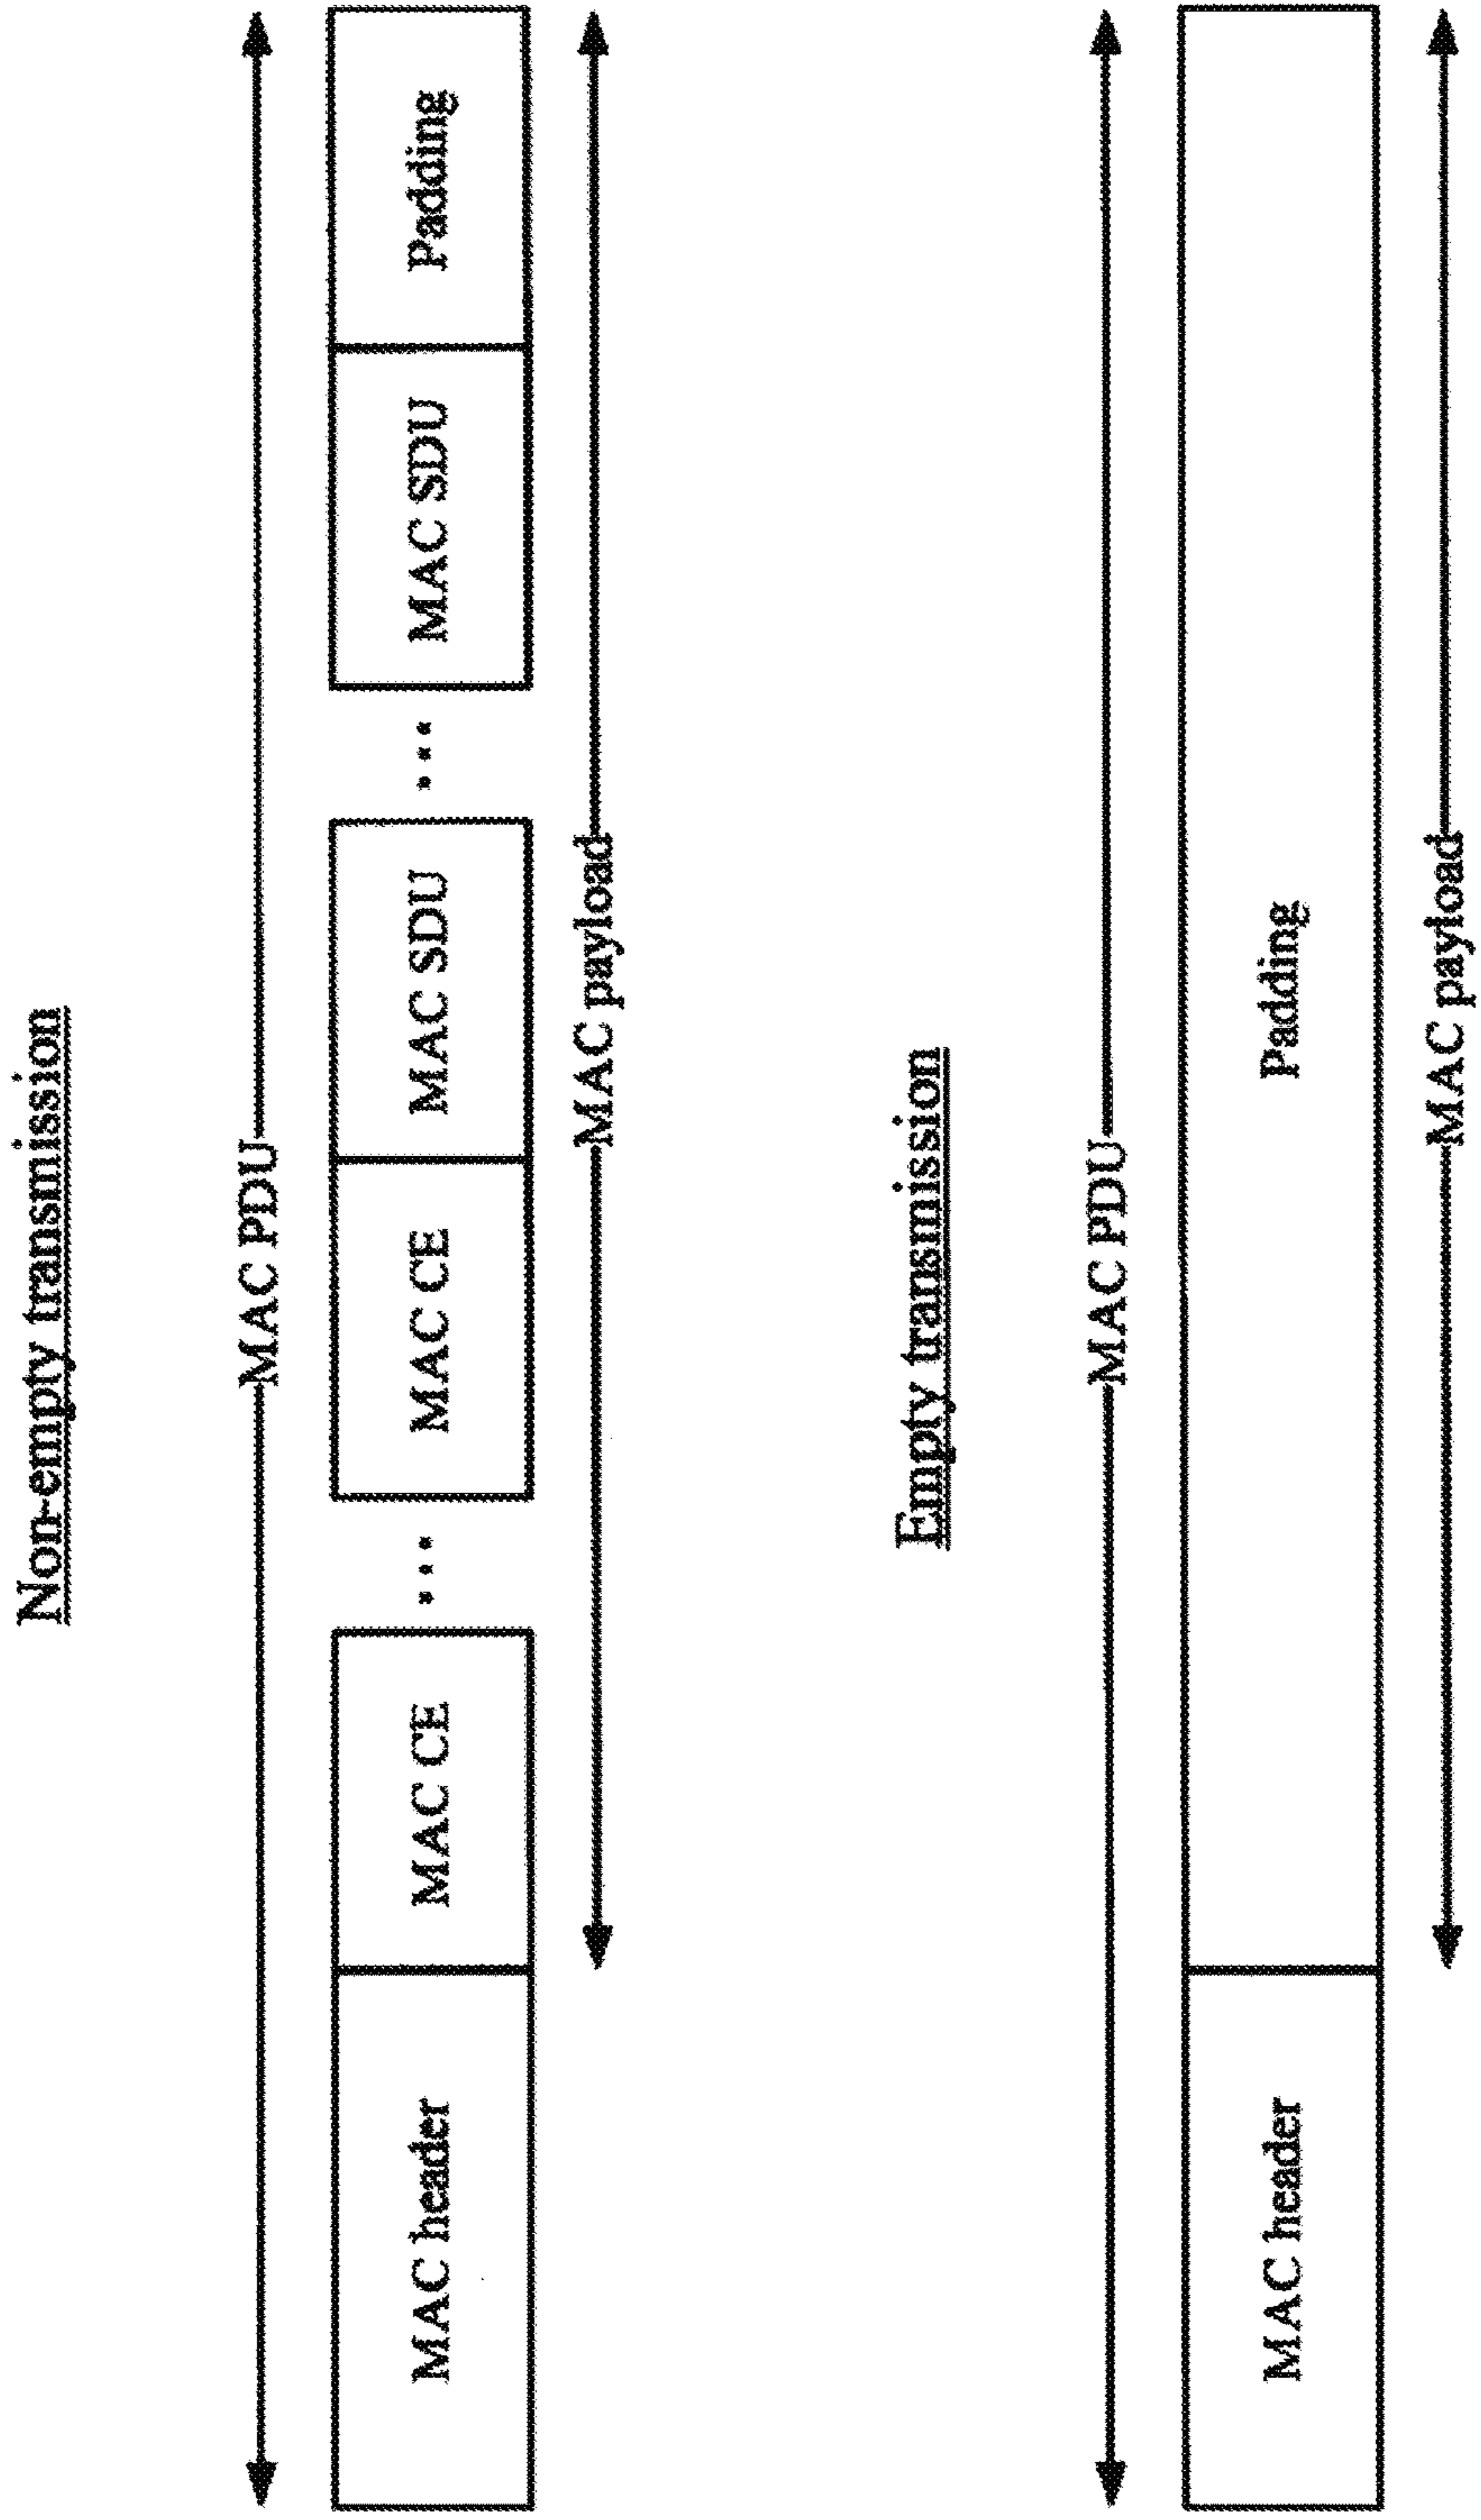 Non-empty transmission
MAC PDU
MAC header MAC CE ... MAC CE MAC SDU ... MAC SDU Padding
MAC payload
Empty transmission
MAC PDU
MAC header Padding
MAC payload